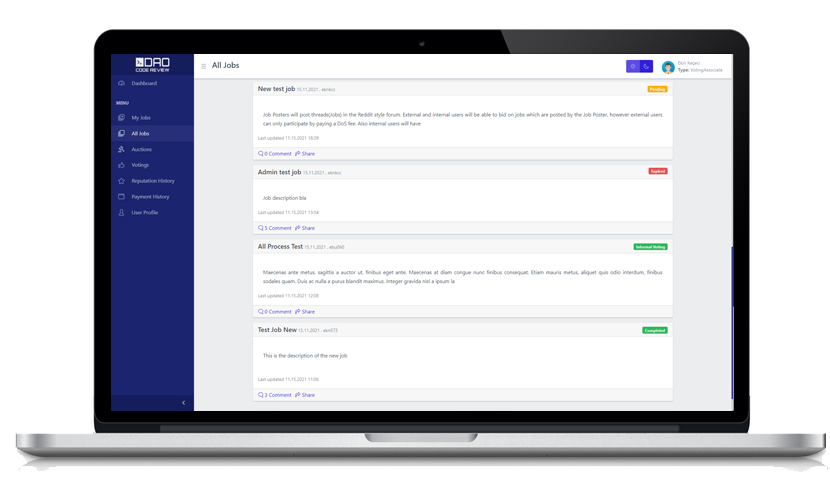 DAO
CODE REVIEW
All Jobs
Type: VotingAssociate
Dashboard
MENU
My Jobs
All Jobs
Auctions
Votings
Reputation History
Payment History
User Profile
New test job 15.11.2021 .
Pending
Job Posters will post threads(Jobs) in the Reddit style forum. External and internal users will be able to bid on jobs which are posted by the Job Poster, however external users
can only participate by paying a DoS fee. Also internal users will have
Last updated 11.15.2021 18:39
0 Comment Share
Admin test job 15.11.2021 .
Expired
Job description bla
Last updated 11.15.2021 13:54
5 Comment Share
All Process Test 15.11.2021 .
Informal Voting
Maecenas ante metus, sagittis a auctor ut, finibus eget ante. Maecenas at diam congue nunc finibus consequat. Etiam mauris metus, aliquet quis odio interdum, finibus
sodales quam. Duis ac nulla a purus blandit maximus. Integer gravida nisl a ipsum la
Last updated 11.15.2021 12:08
0 Comment Share
Test Job New 15.11.2021 .
Completed
This is the description of the new job
Last updated 11.15.2021 11:06
3 Comment Share